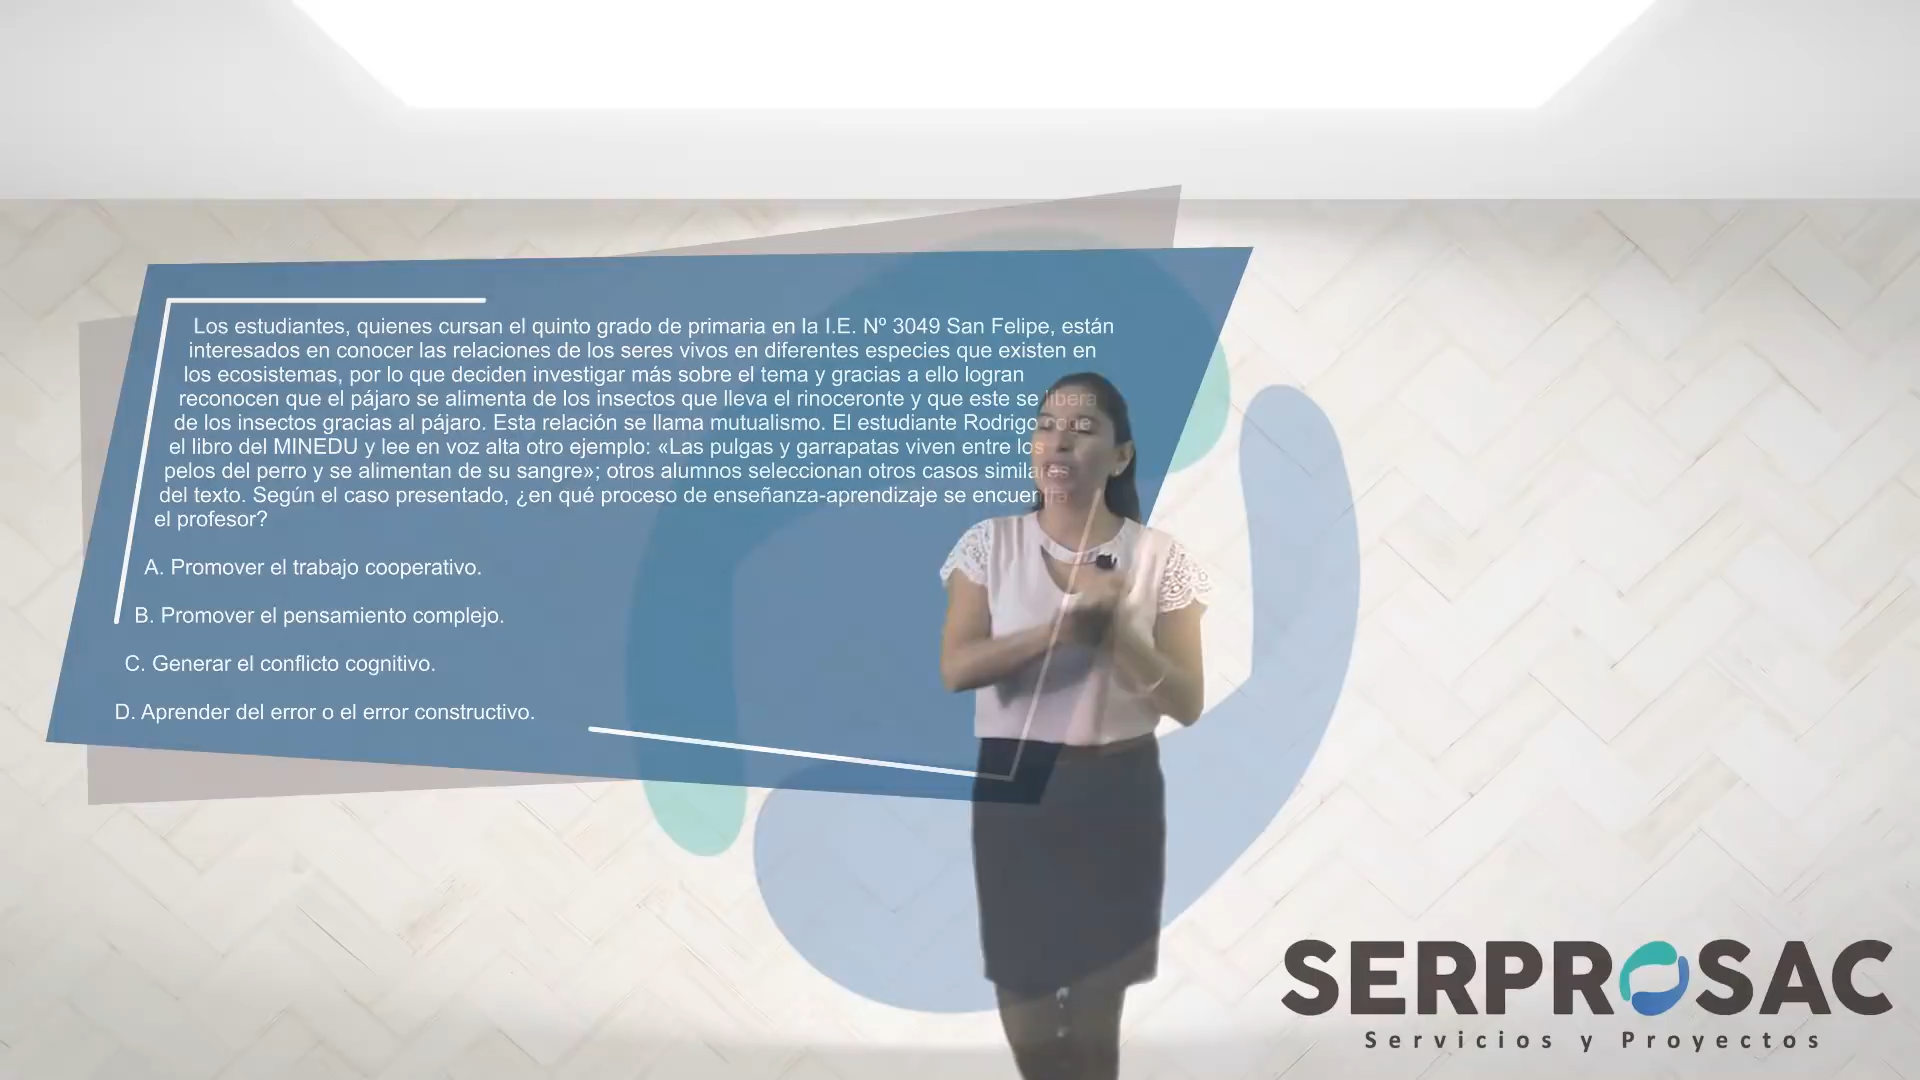 Los estudiantes, quienes cursan el quinto grado de primaria en la I.E. Nº 3049 San Felipe, están
interesados en conocer las relaciones de los seres vivos en diferentes especies que existen en
los ecosistemas, por lo que deciden investigar más sobre el tema y gracias a ello logran
reconocen que el pájaro se alimenta de los insectos que lleva el rinoceronte y que este se libera
de los insectos gracias al pájaro. Esta relación se llama mutualismo. El estudiante Rodrigo
el libro del MINEDU y lee en voz alta otro ejemplo: «Las pulgas y garrapatas viven entre los
pelos del perro y se alimentan de su sangre»; otros alumnos seleccionan otros casos similares
del texto. Según el caso presentado, ¿en qué proceso de enseñanza-aprendizaje se encuentra
el profesor?
A. Promover el trabajo cooperativo.
B. Promover el pensamiento complejo.
C. Generar el conflicto cognitivo.
D. Aprender del error o el error constructivo.
SERPROSAC
Servicios y Proyectos